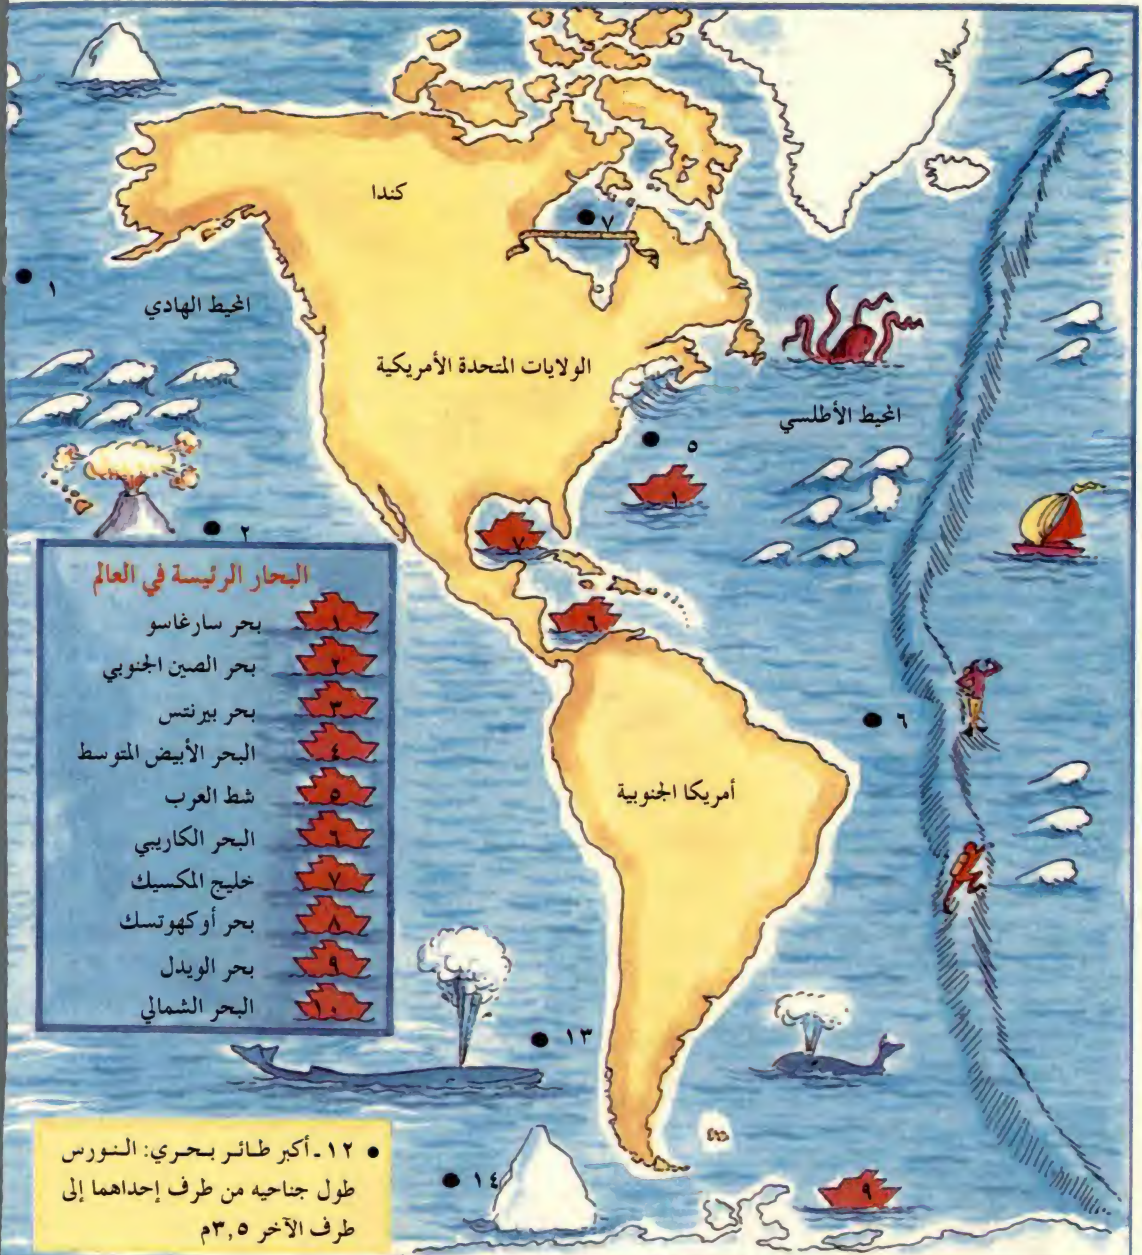 كندا
٧
١
المحيط الهادي
الولايات المتحدة الأمريكية
المحيط الأطلسي
٥
١
٢
٧
٦
٦
أمريكا الجنوبية
البحار الرئيسة في العالم
١ بحر سارغاسو
٢ بحر الصين الجنوبي
٣ بحر بيرنتس
٤ البحر الأبيض المتوسط
٥ شط العرب
٦ البحر الكاريبي
٧ خليج المكسيك
٨ بحر أوكهوتسك
٩ بحر الويدل
١٠ البحر الشمالي
١٣
• ١٢ ـ أكبر طائر بحري: النورس
طول جناحيه من طرف إحداهما إلى
طرف الآخر ٣,٥م
١٤
٩